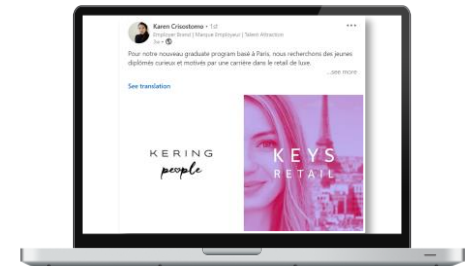 Karen Crisostomo • 1st
Employer Brand | Marque Employeur | Talent Attraction
Pour notre nouveau graduate program basé à Paris, nous recherchons des jeunes
diplômés curieux et motivés par une carrière dans le retail de luxe.
...see more
See translation
KERING
people
KEYS
RETAIL